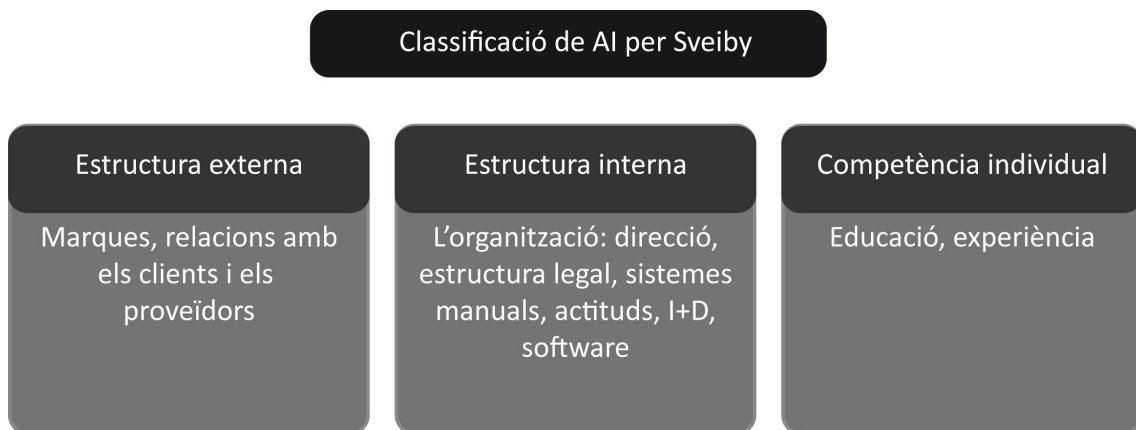 Classificació de AI per Sveiby
Estructura externa
Marques, relacions amb
els clients i els
proveïdors
Estructura interna
L’organització: direcció,
estructura legal, sistemes
manuals, actituds, I+D,
software
Competència individual
Educació, experiència